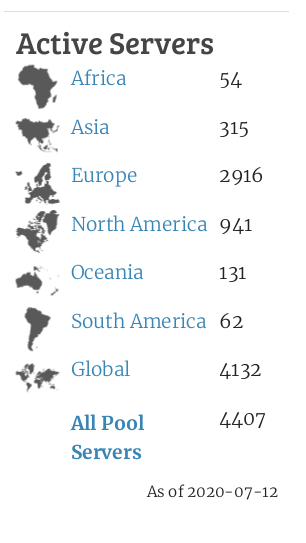 Active Servers
Africa 54
Asia 315
Europe 2916
North America 941
Oceania 131
South America 62
Global 4132
All Pool 4407
Servers
As of 2020-07-12